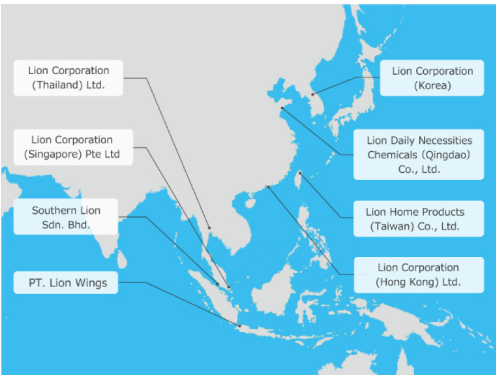 Lion Corporation
(Thailand) Ltd.
Lion Corporation
(Singapore) Pte Ltd
Southern Lion
Sdn. Bhd.
PT. Lion Wings
Lion Corporation
(Korea)
Lion Daily Necessities
Chemicals (Qingdao)
Co., Ltd.
Lion Home Products
(Taiwan) Co., Ltd.
Lion Corporation
(Hong Kong) Ltd.